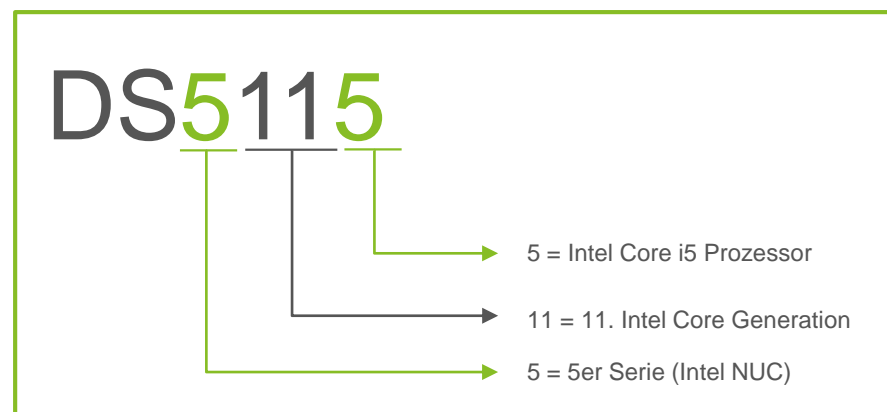 DS5115
5 = Intel Core i5 Prozessor
11 = 11. Intel Core Generation
5 = 5er Serie (Intel NUC)